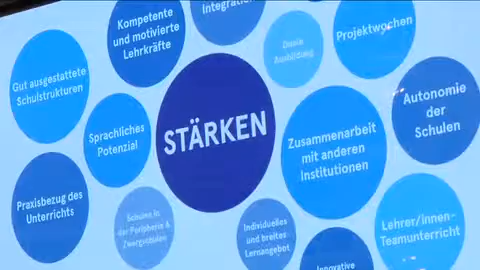 Kompetente
und motivierte
Lehrkräfte
Integration
Duale
Ausbildung
Projektwochen
Gut ausgestattete
Schulstrukturen
Sprachliches
Potenzial
STÄRKEN
Zusammenarbeit
mit anderen
Institutionen
Autonomie
der
Schulen
Praxisbezug des
Unterrichts
Schulen in
der Peripherie &
Zwergschulen
Individuelles
und breites
Lernangebot
Innovative
Lehrer/innen-
Teamunterricht